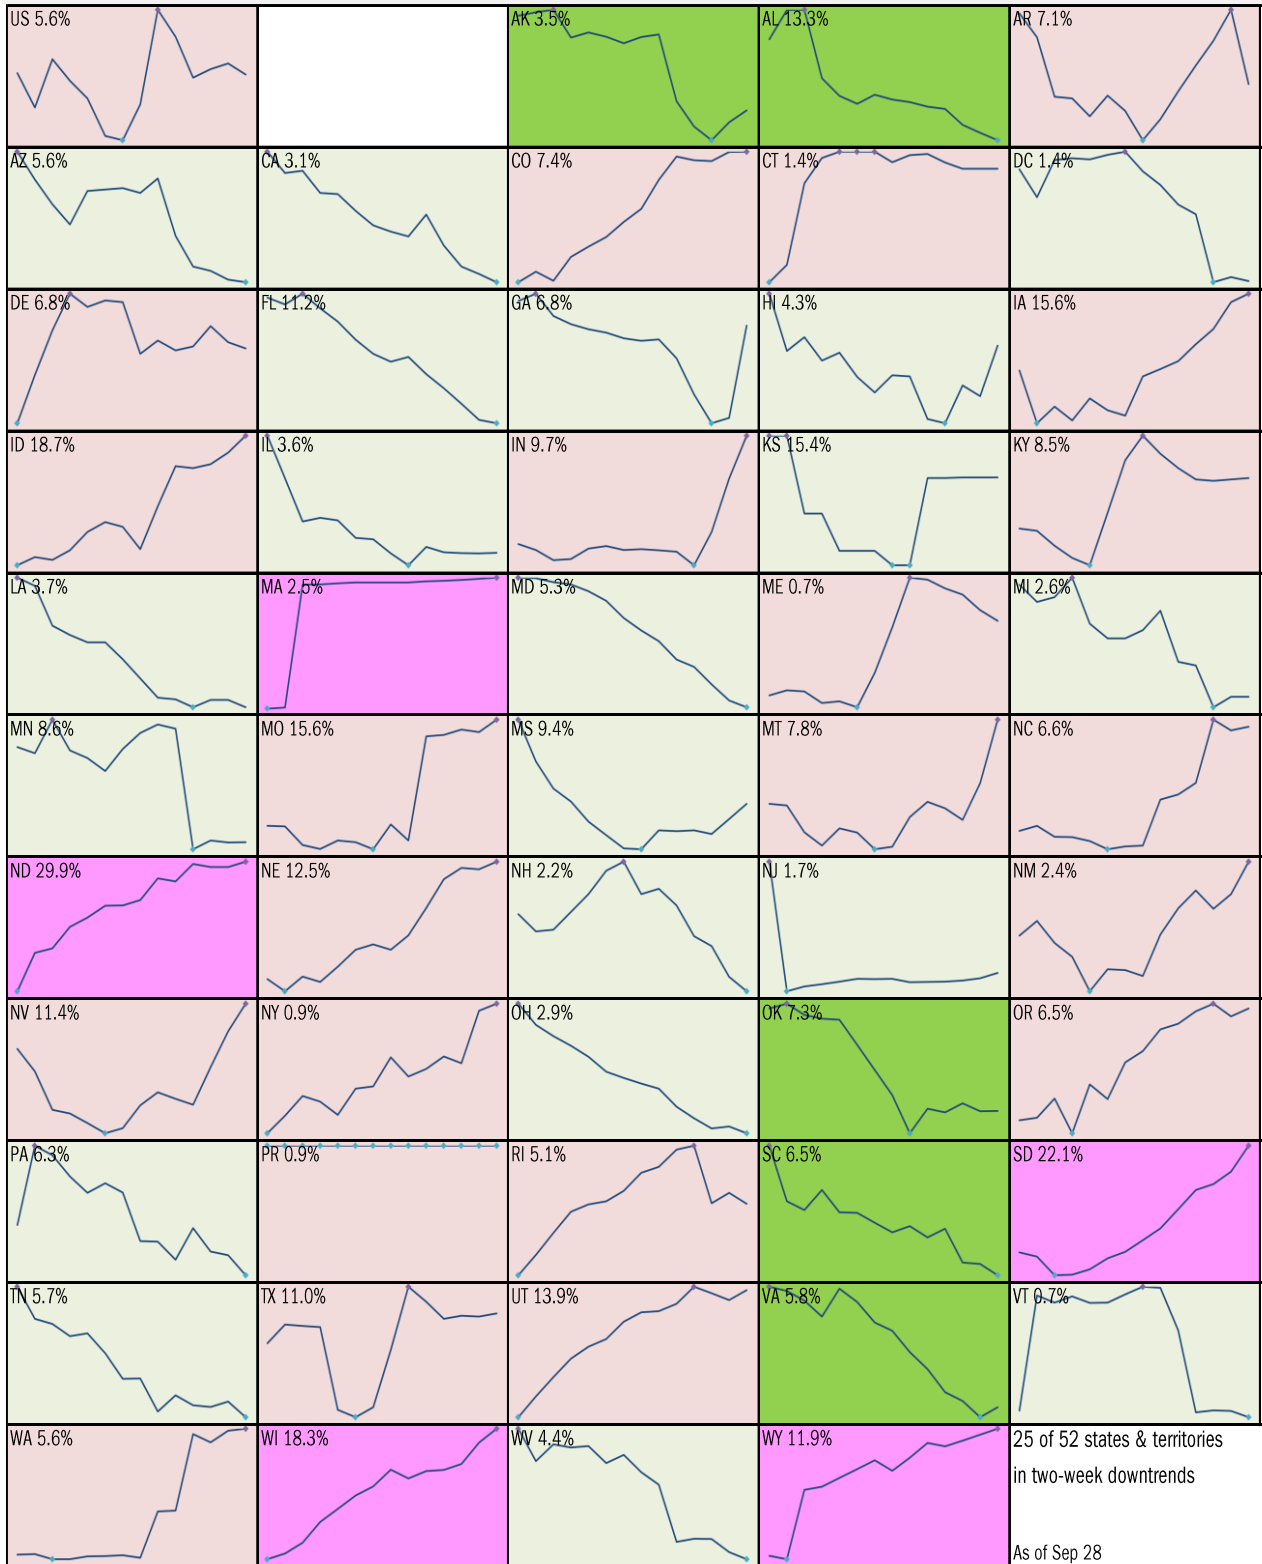 US 5.6%
AK 3.5%
AL 13.3%
AR 7.1%
AZ 5.6%
CA 3.1%
CO 7.4%
CT 1.4%
DC 1.4%
DE 6.8%
FL 11.2%
GA 6.8%
HI 4.3%
IA 15.6%
ID 18.7%
IL 3.6%
IN 9.7%
KS 15.4%
KY 8.5%
LA 3.7%
MA 2.5%
MD 5.3%
ME 0.7%
MI 2.6%
MN 8.6%
MO 15.6%
MS 9.4%
MT 7.8%
NC 6.6%
ND 29.9%
NE 12.5%
NH 2.2%
NJ 1.7%
NM 2.4%
NV 11.4%
NY 0.9%
OH 2.9%
OK 7.3%
OR 6.5%
PA 6.3%
PR 0.9%
RI 5.1%
SC 6.5%
SD 22.1%
TN 5.7%
TX 11.0%
UT 13.9%
VA 5.8%
VT 0.7%
WA 5.6%
WI 18.3%
WV 4.4%
WY 11.9%
25 of 52 states & territories
in two-week downtrends
As of Sep 28